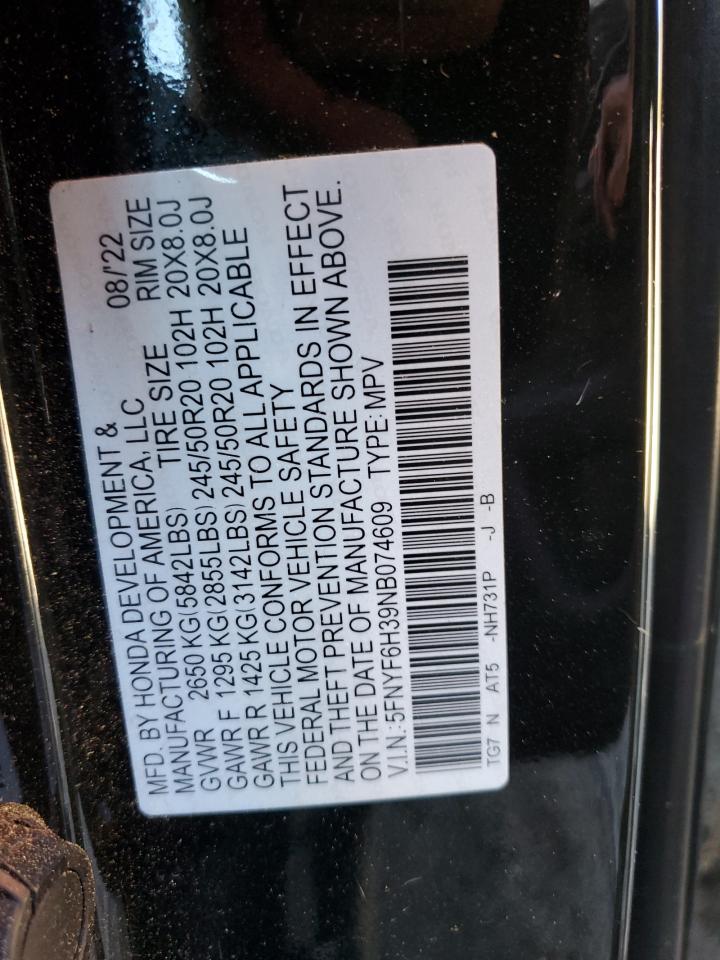 MFD. BY HONDA DEVELOPMENT & 08/'22
MANUFACTURING OF AMERICA, LLC
TIRE SIZE RIM SIZE
GVWR 2650 KG(5842LBS)
GAWR F 1295 KG(2855LBS) 245/50R20 102H 20X8.0J
GAWR R 1425 KG(3142LBS) 245/50R20 102H 20X8.0J
THIS VEHICLE CONFORMS TO ALL APPLICABLE
FEDERAL MOTOR VEHICLE SAFETY
AND THEFT PREVENTION STANDARDS IN EFFECT
ON THE DATE OF MANUFACTURE SHOWN ABOVE.
V.I.N.:5FNYF6H39NB074609 TYPE: MPV
TG7 N AT5 -NH731P -J -B